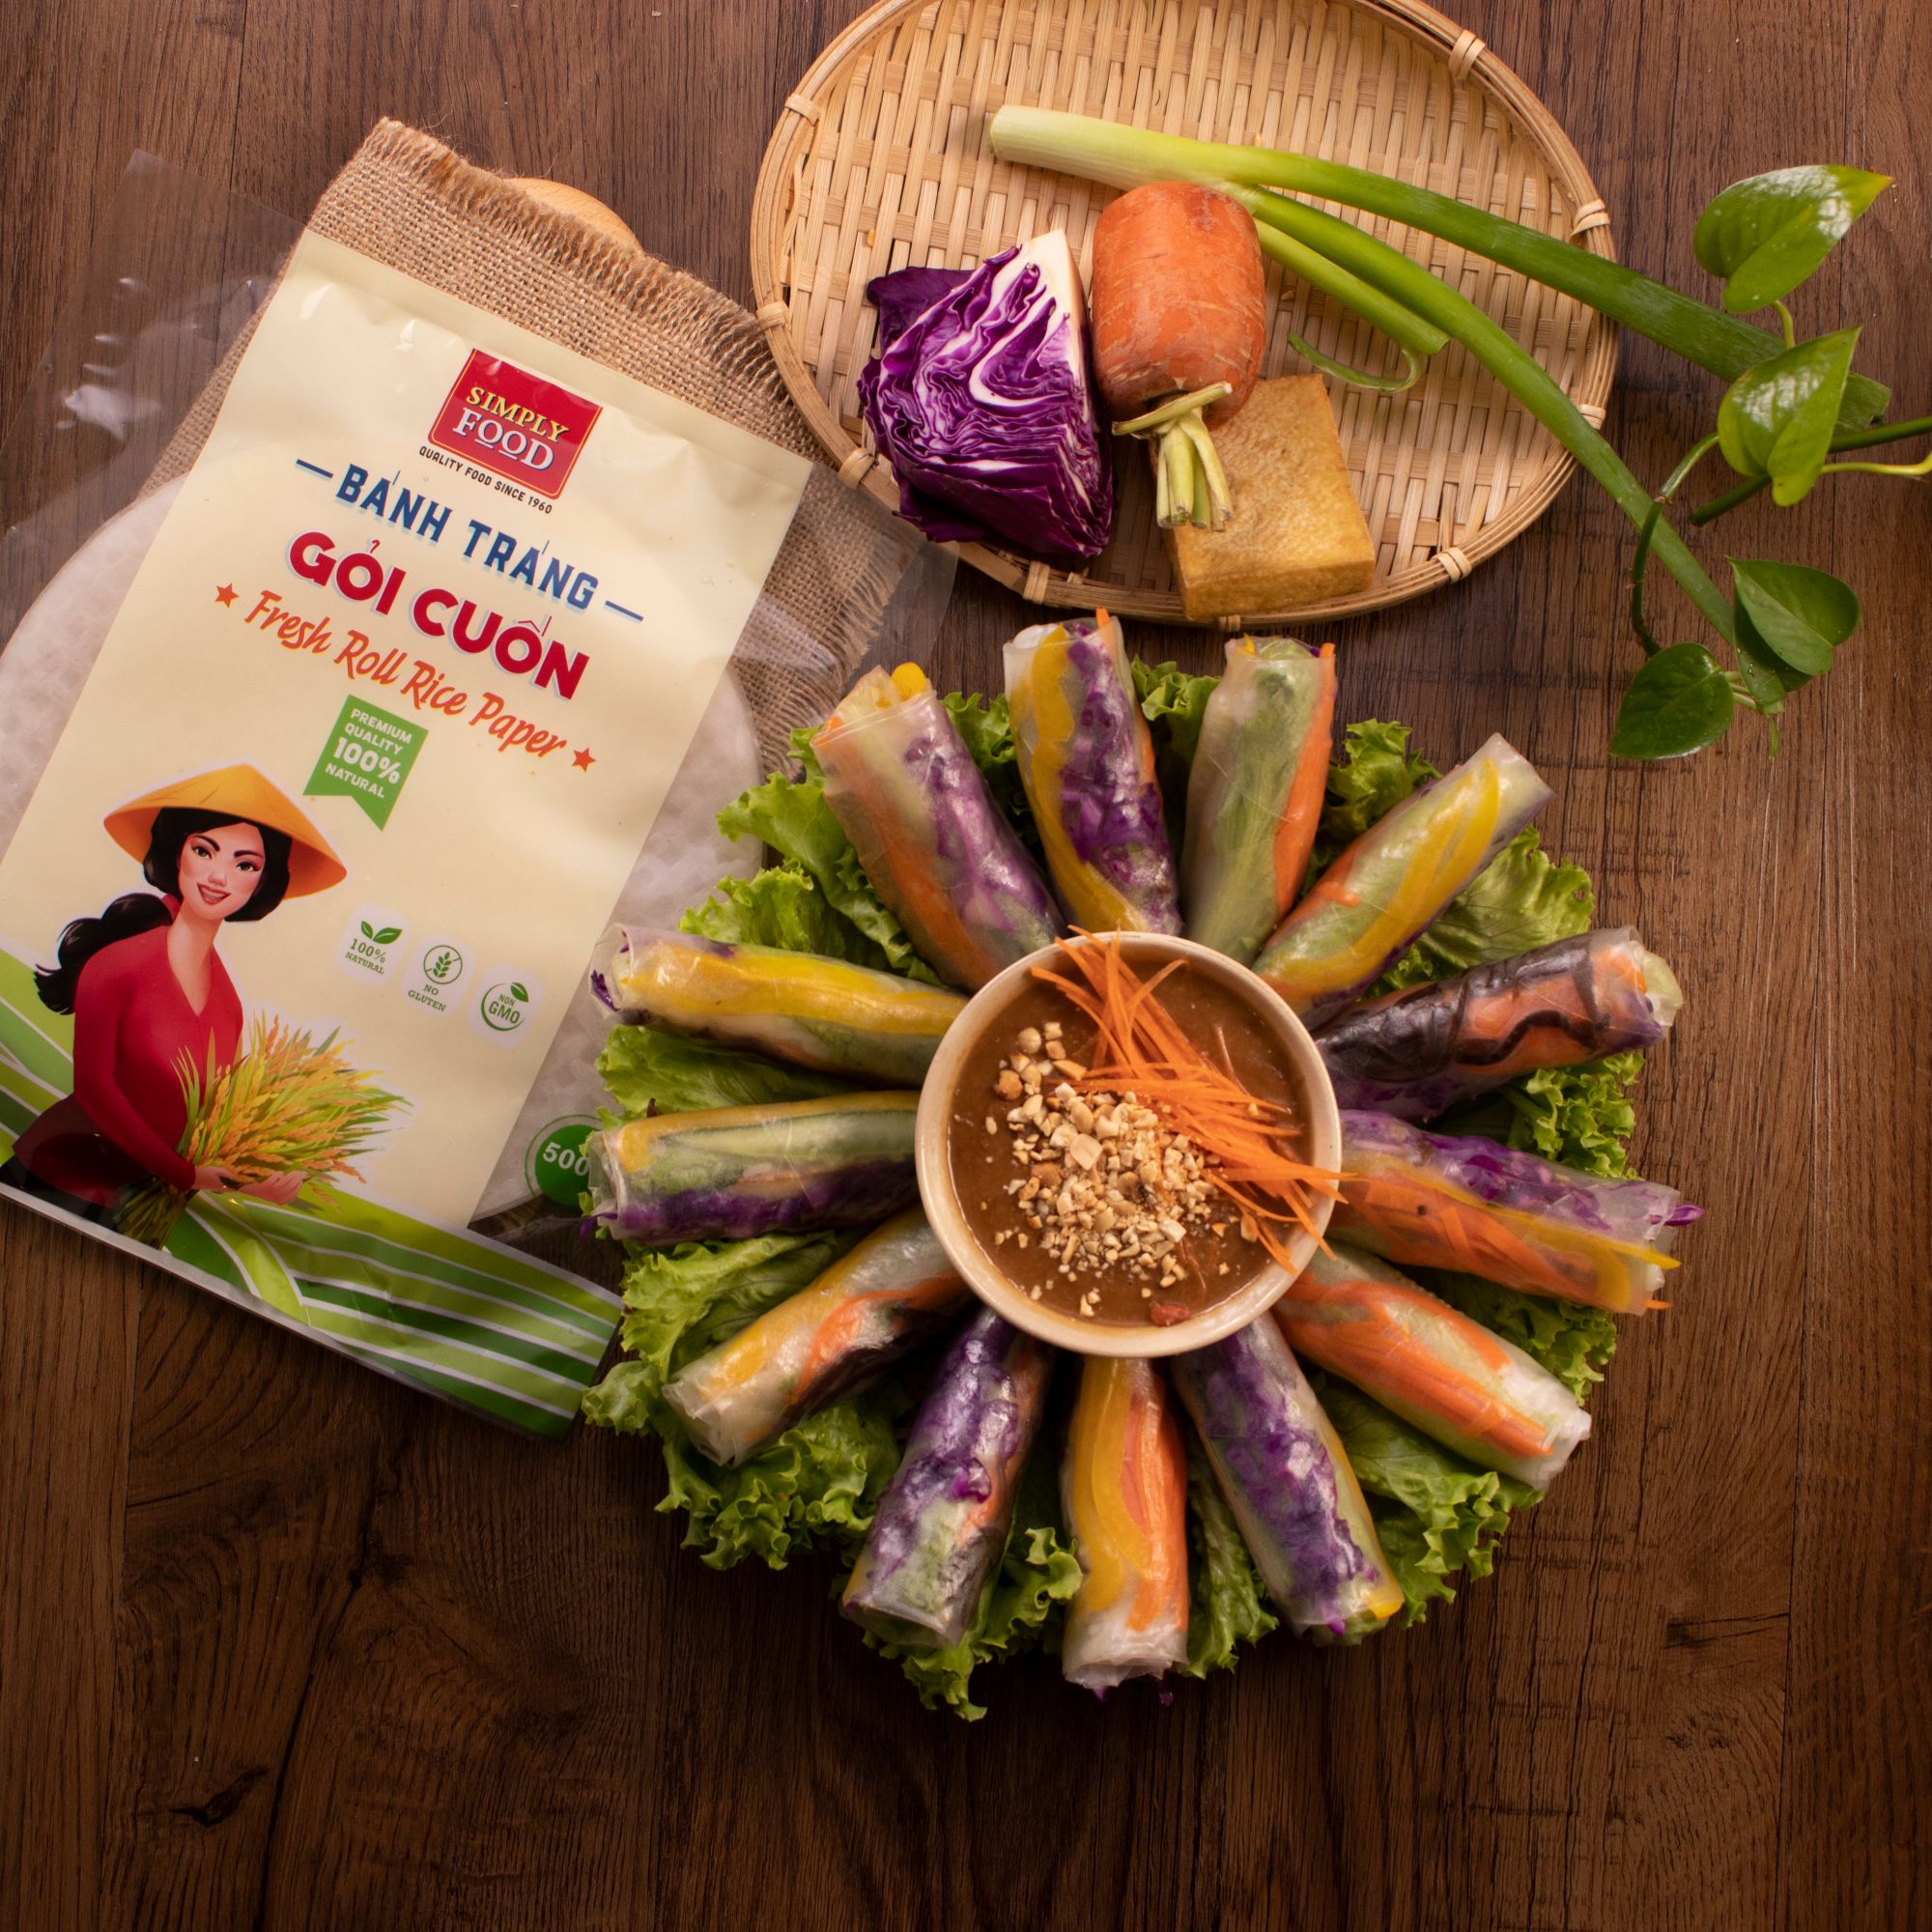 SIMPLY
FOOD
QUALITY FOOD SINCE 1960
BÁNH TRÁNG
GỎI CUỐN
Fresh Roll Rice Paper
PREMIUM
QUALITY
100%
NATURAL
100%
NATURAL
NO
GLUTEN
NON
GMO
500